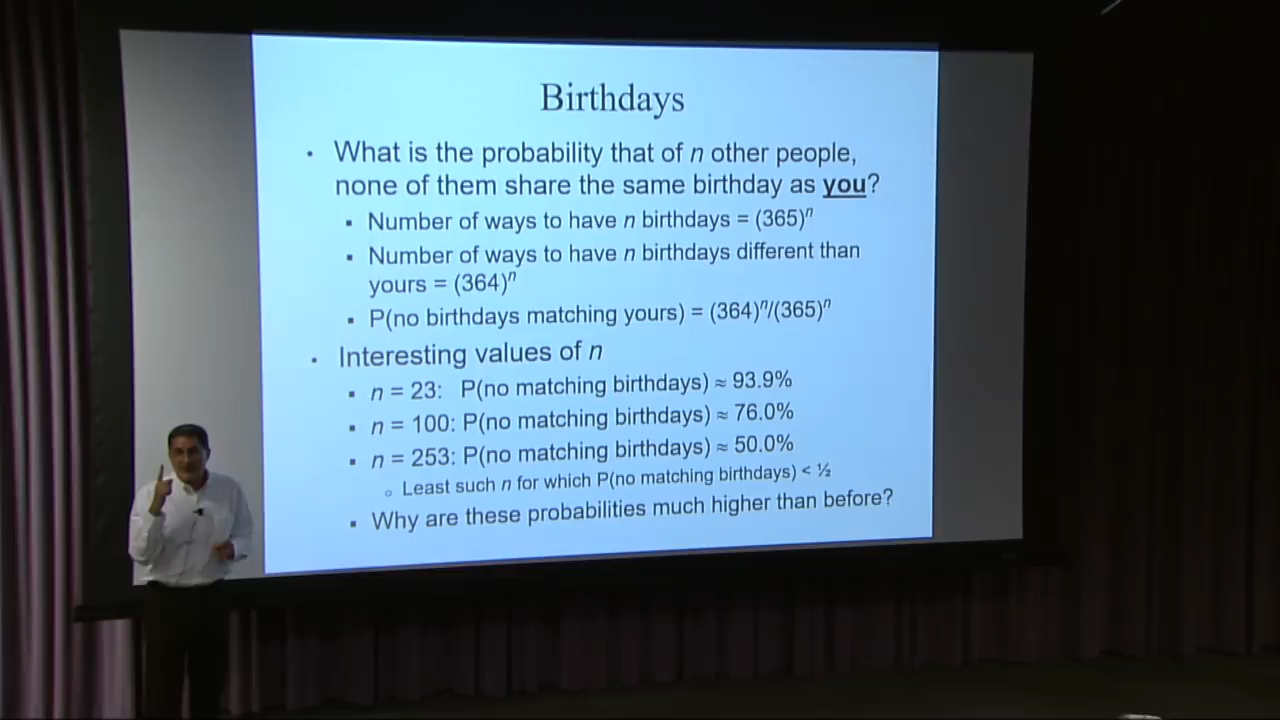 Birthdays
• What is the probability that of n other people,
none of them share the same birthday as you?
▪ Number of ways to have n birthdays = (365)ⁿ
▪ Number of ways to have n birthdays different than
yours = (364)ⁿ
▪ P(no birthdays matching yours) = (364)ⁿ/(365)ⁿ
• Interesting values of n
▪ n = 23: P(no matching birthdays) ≈ 93.9%
▪ n = 100: P(no matching birthdays) ≈ 76.0%
▪ n = 253: P(no matching birthdays) ≈ 50.0%
○ Least such n for which P(no matching birthdays) < ½
▪ Why are these probabilities much higher than before?